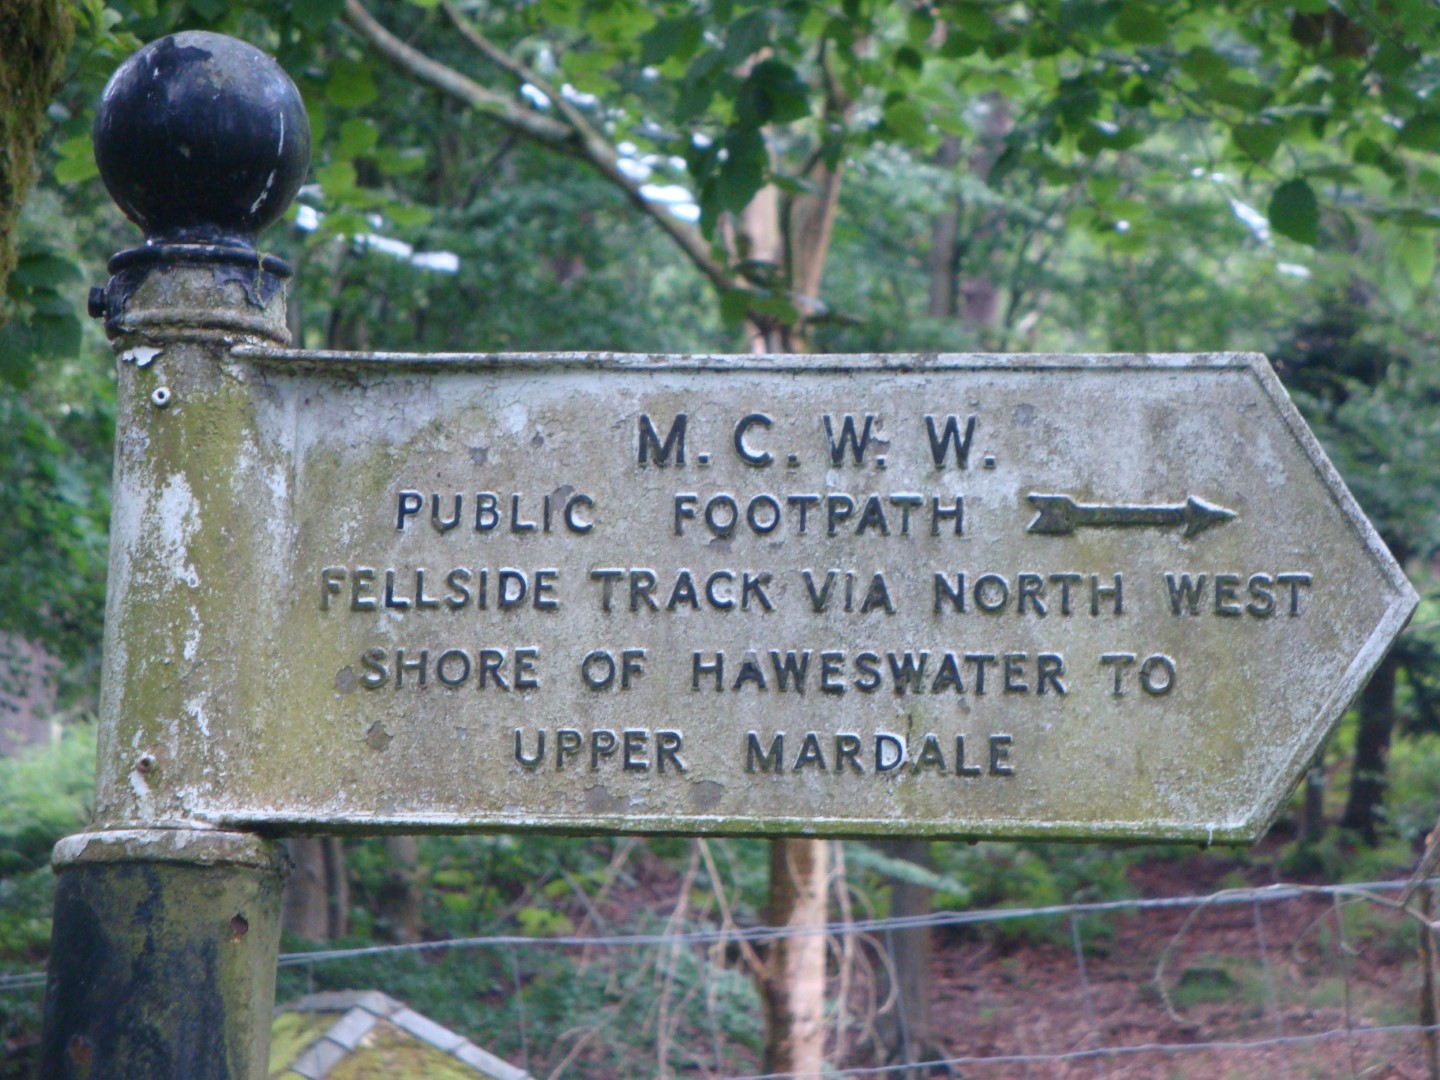 M. C. W. W.
PUBLIC FOOTPATH
FELLSIDE TRACK VIA NORTH WEST
SHORE OF HAWESWATER TO
UPPER MARDALE